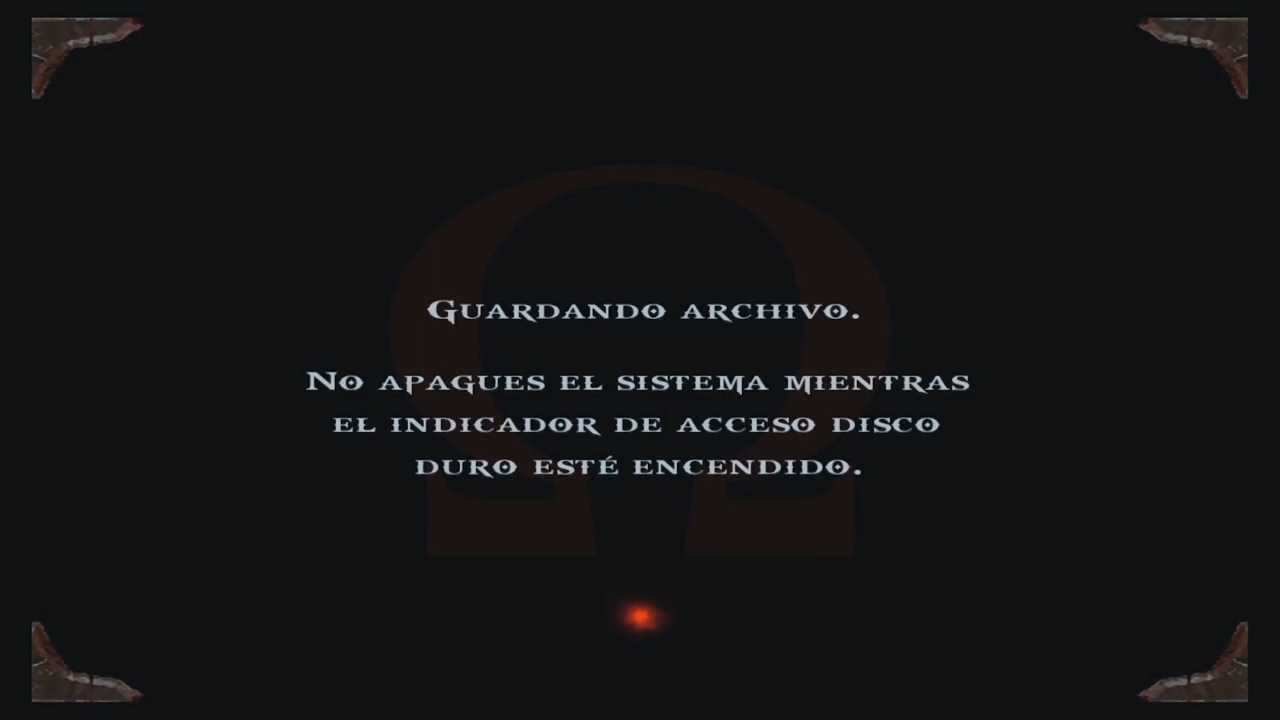 Guardando archivo.
No apagues el sistema mientras
el indicador de acceso disco
duro esté encendido.